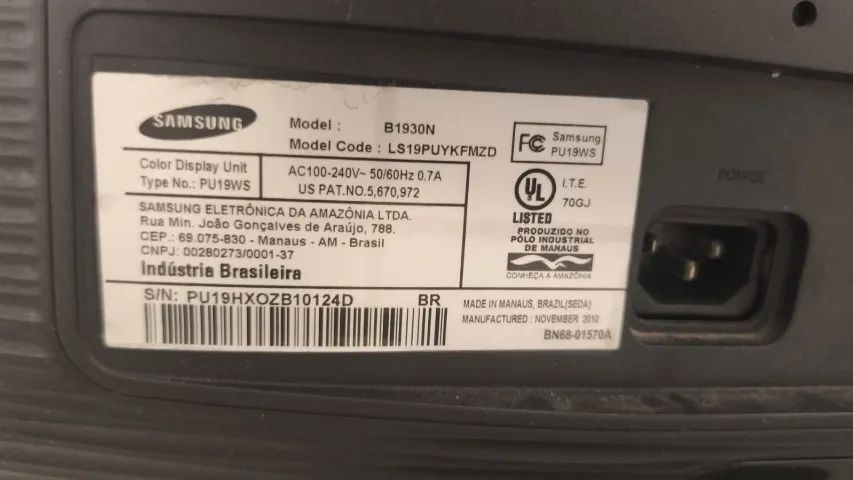 SAMSUNG
Model : B1930N
Model Code : LS19PUYKFMZD
Color Display Unit
Type No.: PU19WS
AC100-240V~ 50/60Hz 0.7A
US PAT.NO.5,670,972
SAMSUNG ELETRÔNICA DA AMAZÔNIA LTDA.
Rua Min. João Gonçalves de Araújo, 788.
CEP.: 69.075-830 - Manaus - AM - Brasil
CNPJ: 00280273/0001-37
Indústria Brasileira
S/N: PU19HXOZB10124D BR
FC Samsung
PU19WS
UL
LISTED
I.T.E.
70GJ
PRODUZIDO NO
PÓLO INDUSTRIAL
DE MANAUS
CONHEÇA A AMAZÔNIA
MADE IN MANAUS, BRAZIL(SEDA)
MANUFACTURED : NOVEMBER 2010
BN68-01570A
POWER